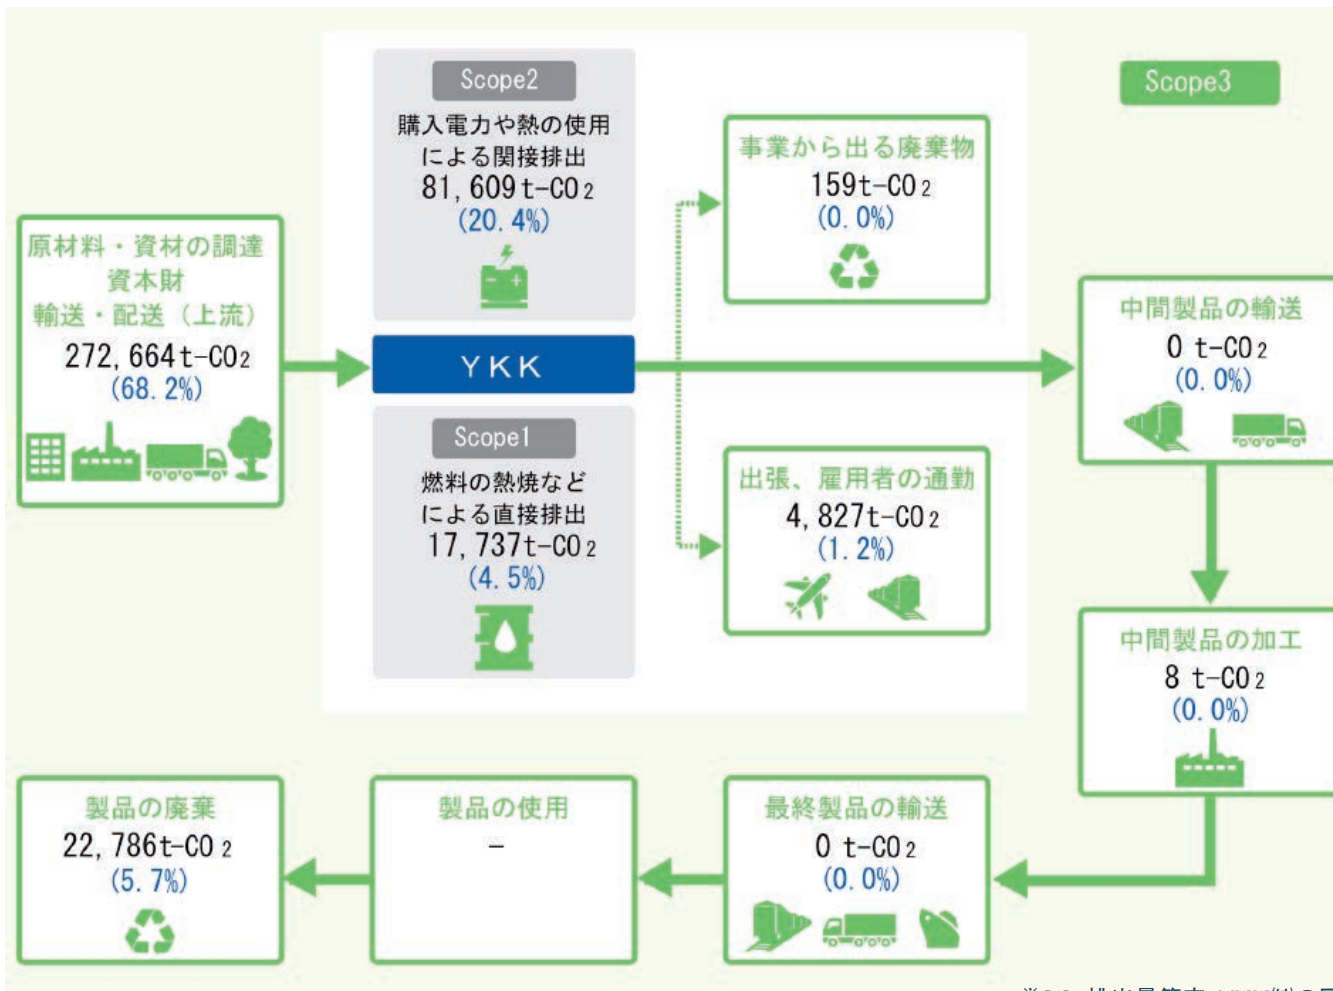 Scope2
購入電力や熱の使用
による関接排出
81,609t-CO2
(20.4%)
Scope3
事業から出る廃棄物
159t-CO2
(0.0%)
原材料・資材の調達
資本財
輸送・配送（上流）
272,664t-CO2
(68.2%)
YKK
中間製品の輸送
0 t-CO2
(0.0%)
Scope1
燃料の熱焼など
による直接排出
17,737t-CO2
(4.5%)
出張、雇用者の通勤
4,827t-CO2
(1.2%)
中間製品の加工
8 t-CO2
(0.0%)
製品の廃棄
22,786t-CO2
(5.7%)
製品の使用
-
最終製品の輸送
0 t-CO2
(0.0%)